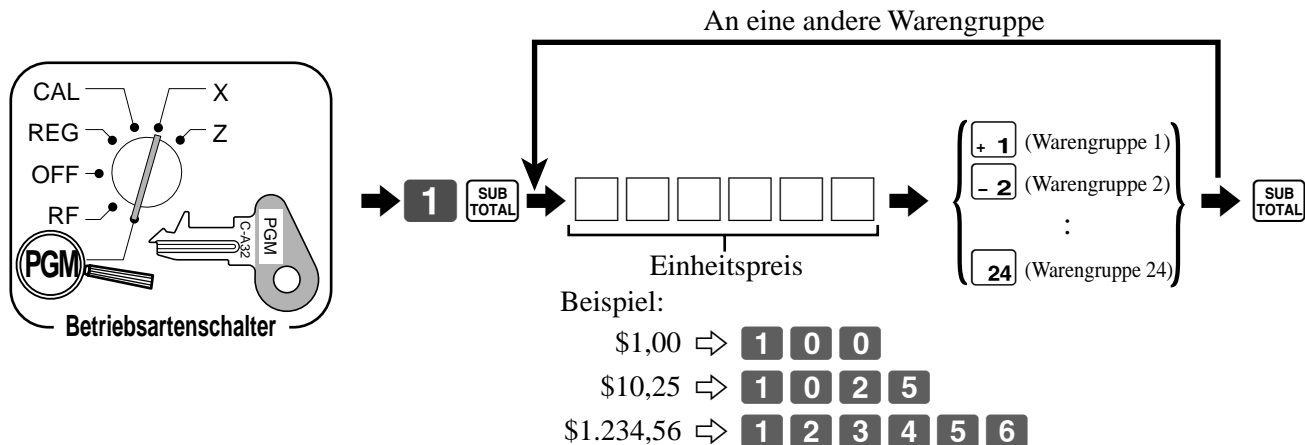 An eine andere Warengruppe
CAL
X
REG
Z
OFF
RF
PGM
PGM
C-A32
Betriebsartenschalter
1
SUB
TOTAL
Einheitspreis
+ 1 (Warengruppe 1)
- 2 (Warengruppe 2)
:
24 (Warengruppe 24)
SUB
TOTAL
Beispiel:
$1,00 1 0 0
$10,25 1 0 2 5
$1.234,56 1 2 3 4 5 6